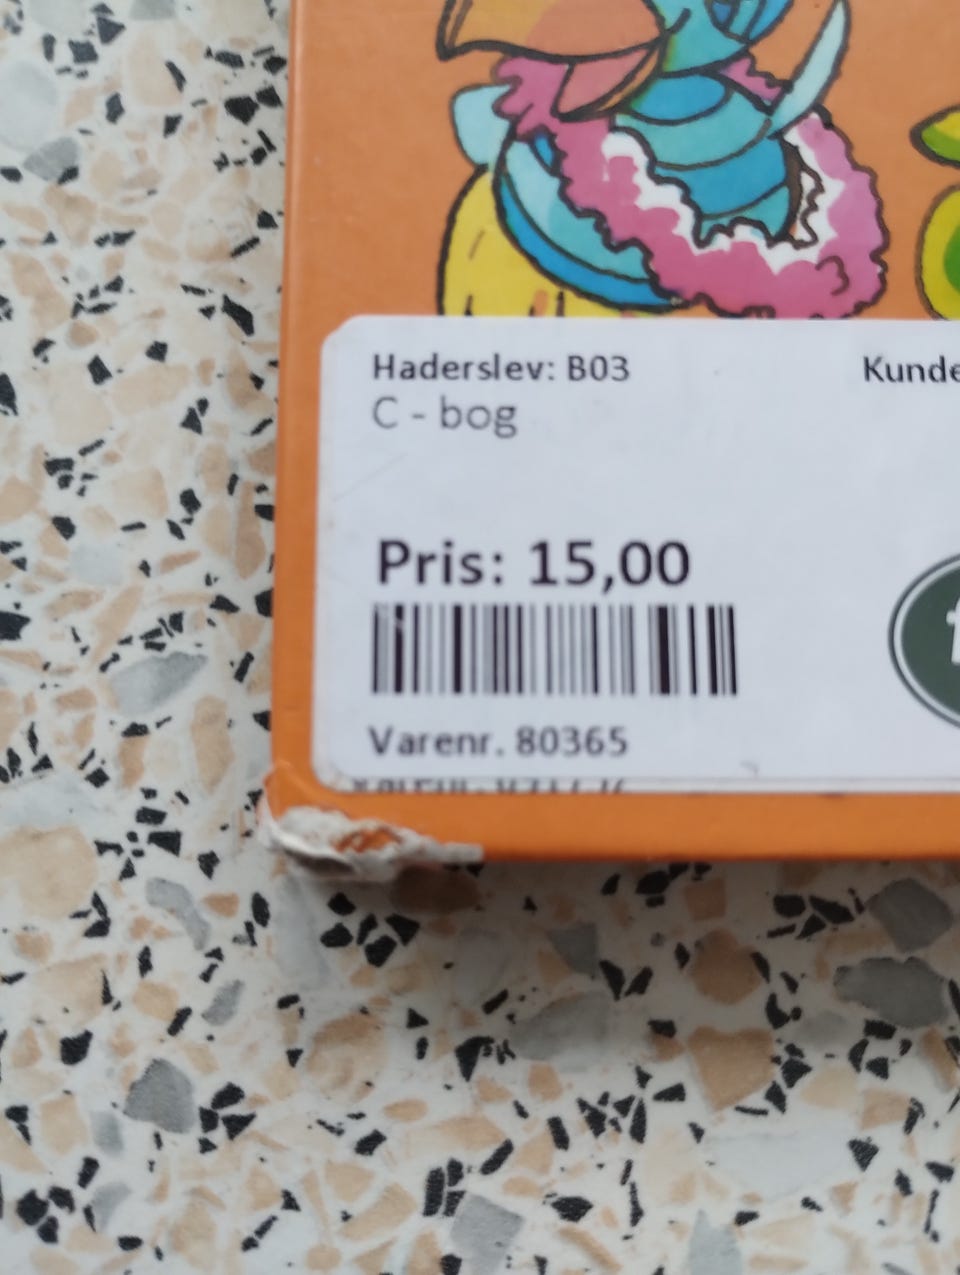 Haderslev: B03
Kunde
C - bog
Pris: 15,00
Varenr. 80365